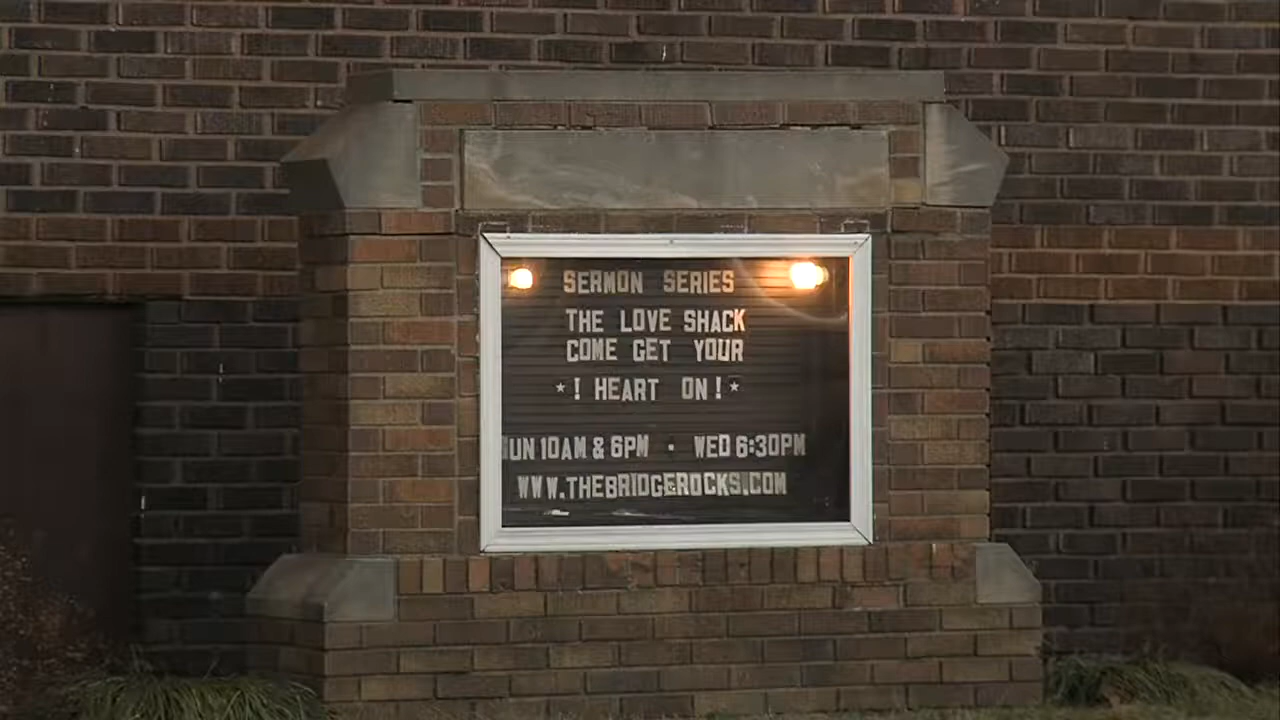 SERMON SERIES
THE LOVE SHACK
COME GET YOUR
*! HEART ON!*
SUN 10AM & 6PM · WED 6:30PM
WWW.THEBRIDGEROCKS.COM